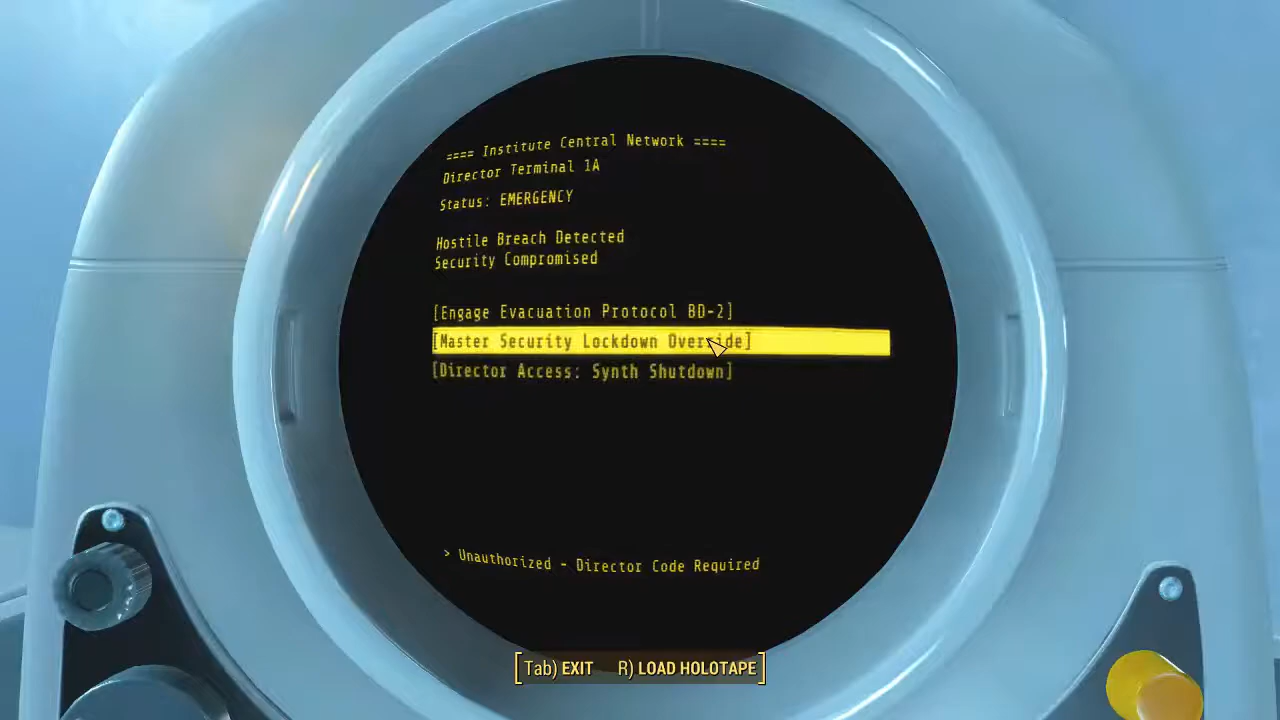 ==== Institute Central Network ====
Director Terminal 1A
Status: EMERGENCY
Hostile Breach Detected
Security Compromised
[Engage Evacuation Protocol BD-2]
[Master Security Lockdown Override]
[Director Access: Synth Shutdown]
> Unauthorized - Director Code Required
[Tab) EXIT R) LOAD HOLOTAPE]